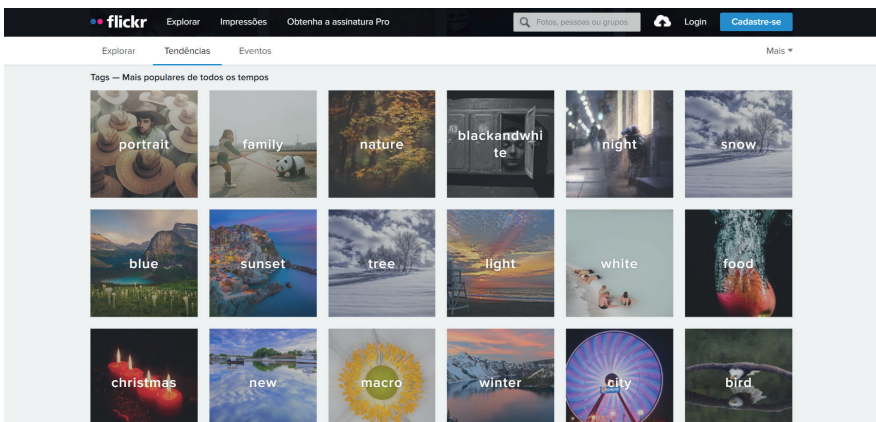 flickr Explorar Impressões Obtenha a assinatura Pro Fotos, pessoas ou grupos Login Cadastre-se
Explorar Tendências Eventos Mais
Tags — Mais populares de todos os tempos
portrait family nature blackandwhi
te night snow
blue sunset tree light white food
christmas new macro winter city bird